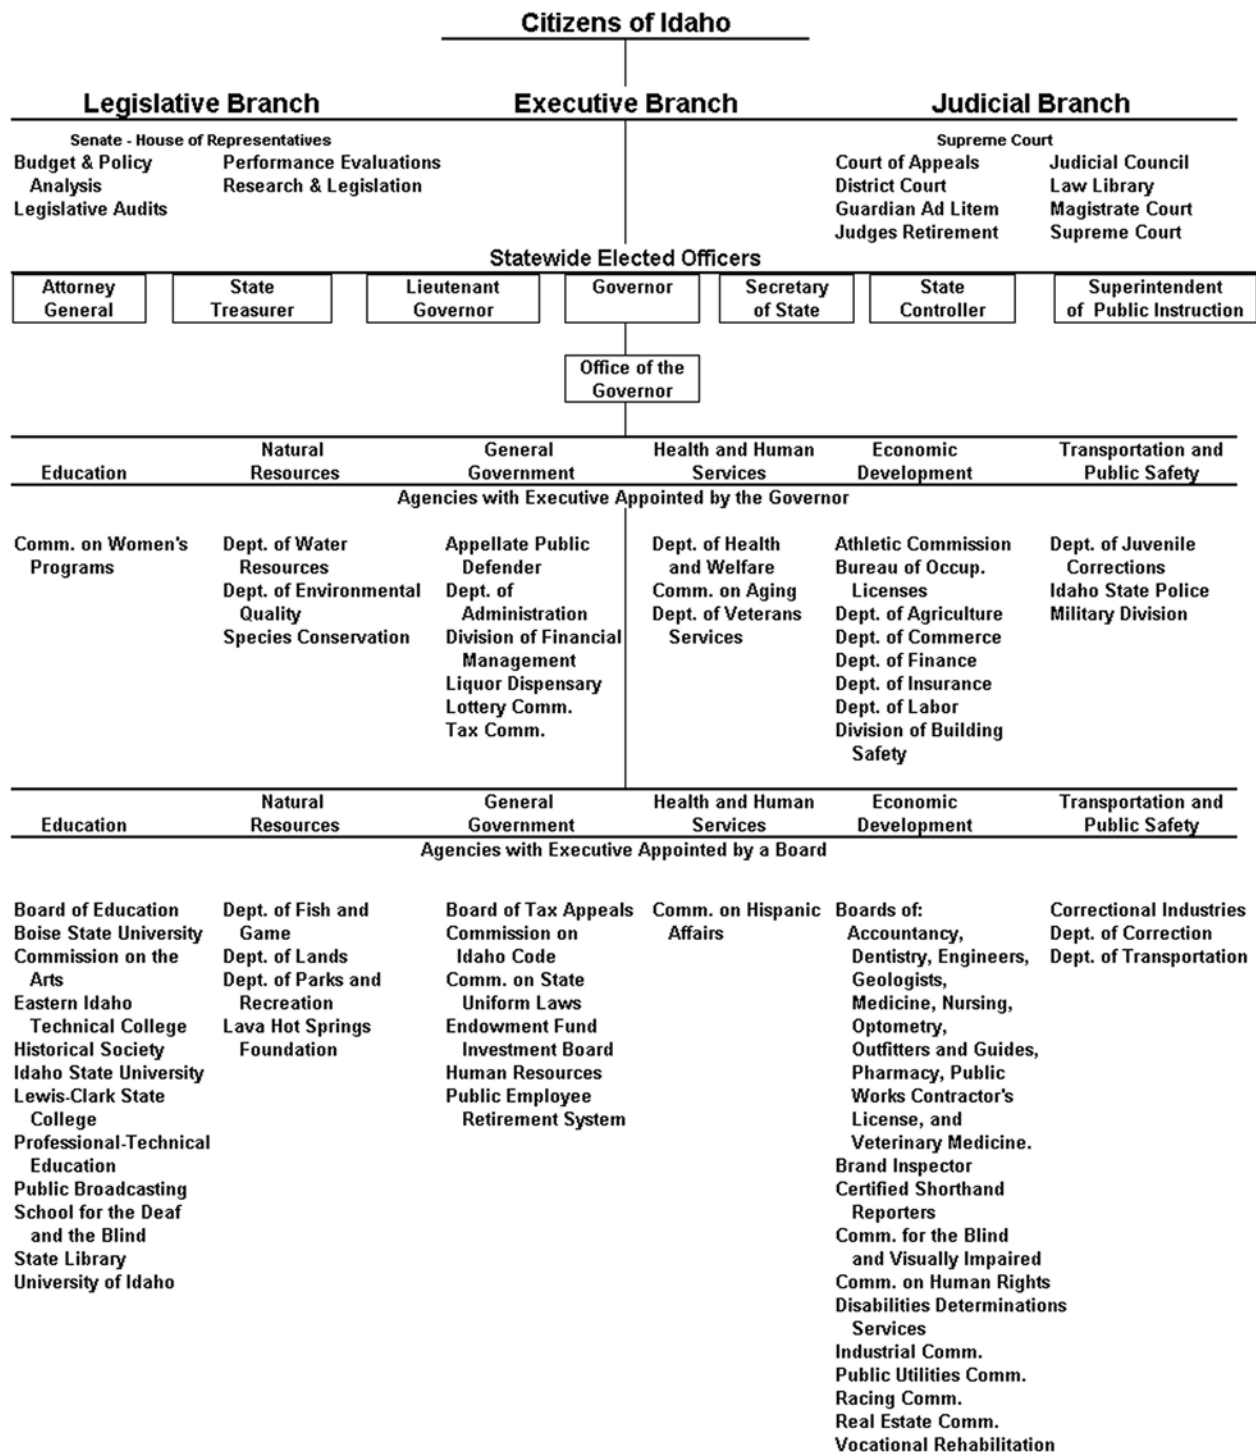 Citizens of Idaho
Legislative Branch
Executive Branch
Judicial Branch
Senate - House of Representatives
Budget & Policy
Analysis
Legislative Audits
Performance Evaluations
Research & Legislation
Supreme Court
Court of Appeals
District Court
Guardian Ad Litem
Judges Retirement
Judicial Council
Law Library
Magistrate Court
Supreme Court
Statewide Elected Officers
Attorney
General
State
Treasurer
Lieutenant
Governor
Governor
Secretary
of State
State
Controller
Superintendent
of Public Instruction
Office of the
Governor
Education
Natural
Resources
General
Government
Health and Human
Services
Economic
Development
Transportation and
Public Safety
Agencies with Executive Appointed by the Governor
Comm. on Women's
Programs
Dept. of Water
Resources
Dept. of Environmental
Quality
Species Conservation
Appellate Public
Defender
Dept. of
Administration
Division of Financial
Management
Liquor Dispensary
Lottery Comm.
Tax Comm.
Dept. of Health
and Welfare
Comm. on Aging
Dept. of Veterans
Services
Athletic Commission
Bureau of Occup.
Licenses
Dept. of Agriculture
Dept. of Commerce
Dept. of Finance
Dept. of Insurance
Dept. of Labor
Division of Building
Safety
Dept. of Juvenile
Corrections
Idaho State Police
Military Division
Education
Natural
Resources
General
Government
Health and Human
Services
Economic
Development
Transportation and
Public Safety
Agencies with Executive Appointed by a Board
Board of Education
Boise State University
Commission on the
Arts
Eastern Idaho
Technical College
Historical Society
Idaho State University
Lewis-Clark State
College
Professional-Technical
Education
Public Broadcasting
School for the Deaf
and the Blind
State Library
University of Idaho
Dept. of Fish and
Game
Dept. of Lands
Dept. of Parks and
Recreation
Lava Hot Springs
Foundation
Board of Tax Appeals
Commission on
Idaho Code
Comm. on State
Uniform Laws
Endowment Fund
Investment Board
Human Resources
Public Employee
Retirement System
Comm. on Hispanic
Affairs
Boards of:
Accountancy,
Dentistry, Engineers,
Geologists,
Medicine, Nursing,
Optometry,
Outfitters and Guides,
Pharmacy, Public
Works Contractor's
License, and
Veterinary Medicine.
Brand Inspector
Certified Shorthand
Reporters
Comm. for the Blind
and Visually Impaired
Comm. on Human Rights
Disabilities Determinations
Services
Industrial Comm.
Public Utilities Comm.
Racing Comm.
Real Estate Comm.
Vocational Rehabilitation
Correctional Industries
Dept. of Correction
Dept. of Transportation